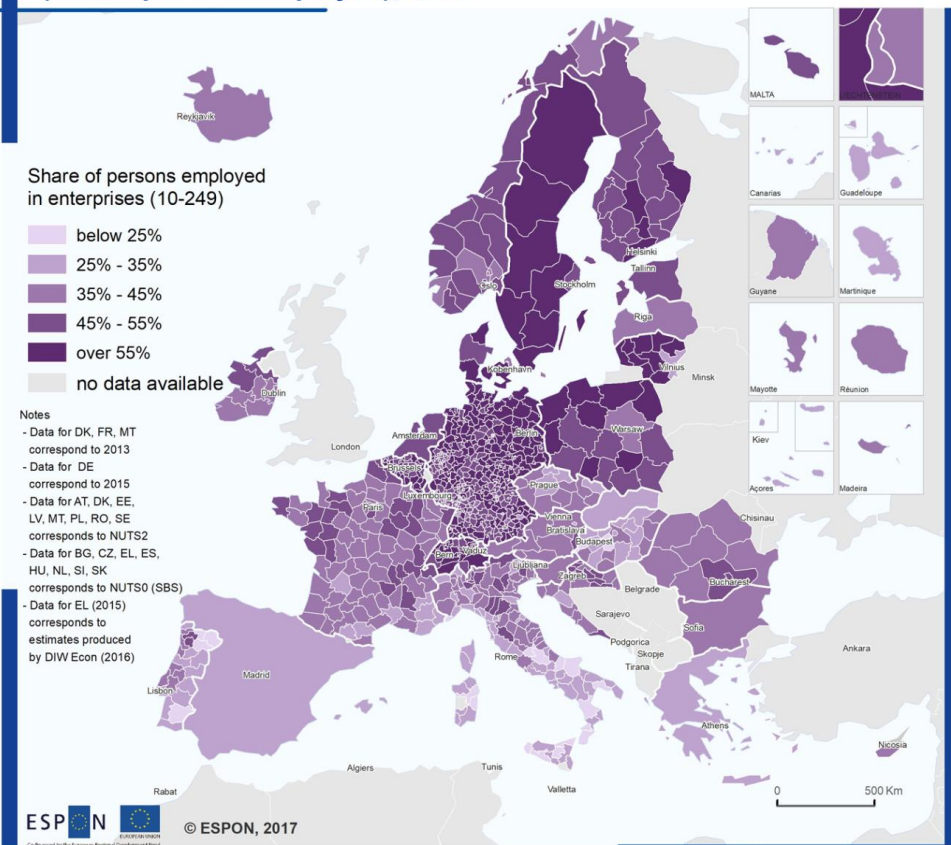 Reykjavik
Share of persons employed
in enterprises (10-249)
below 25%
25% - 35%
35% - 45%
45% - 55%
over 55%
no data available
Notes
- Data for DK, FR, MT
correspond to 2013
- Data for DE
correspond to 2015
- Data for AT, DK, EE,
LV, MT, PL, RO, SE
corresponds to NUTS2
- Data for BG, CZ, EL, ES,
HU, NL, SI, SK
corresponds to NUTS0 (SBS)
- Data for EL (2015)
corresponds to
estimates produced
by DIW Econ (2016)
Oslo
Stockholm
Helsinki
Tallinn
Riga
Vilnius
Minsk
København
Dublin
London
Amsterdam
Berlin
Warsaw
Brussels
Luxembourg
Paris
Prague
Vienna
Bratislava
Budapest
Chisinau
Bern
Vaduz
Ljubljana
Zagreb
Belgrade
Bucharest
Sarajevo
Sofia
Podgorica
Skopje
Tirana
Ankara
Rome
Madrid
Lisbon
Athens
Nicosia
Algiers
Tunis
Valletta
Rabat
MALTA
LIECHTENSTEIN
Canarias
Guadeloupe
Guyane
Martinique
Mayotte
Réunion
Kiev
Açores
Madeira
0 500 Km
ESPON
EUROPEAN UNION
© ESPON, 2017